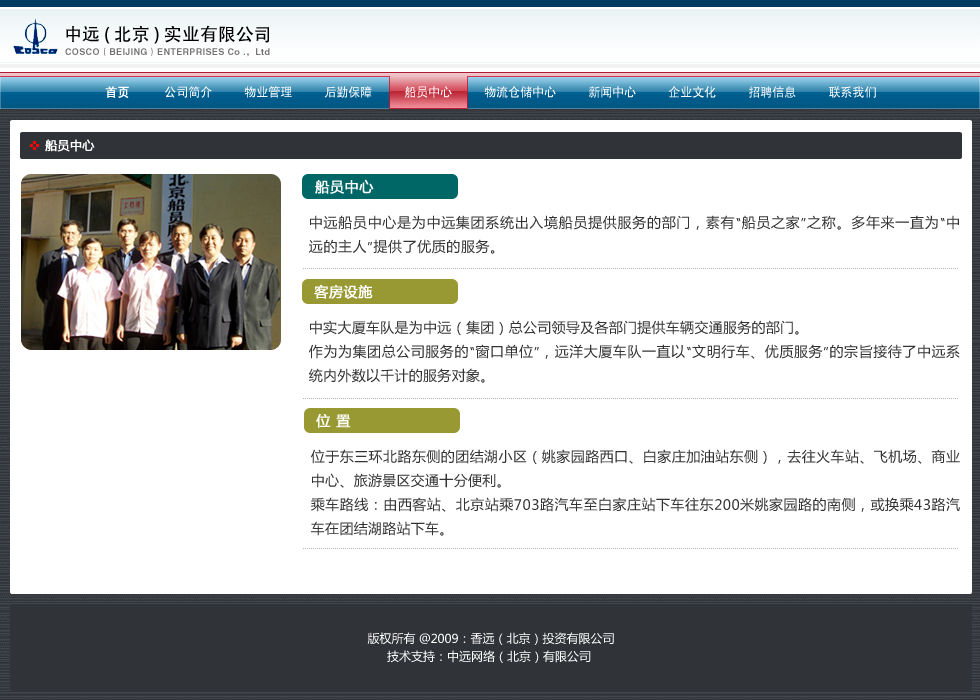 中远(北京)实业有限公司
COSCO COSCO (BEIJING) ENTERPRISES Co., Ltd
首页 公司简介 物业管理 后勤保障 船员中心 物流仓储中心 新闻中心 企业文化 招聘信息 联系我们
船员中心
北京船员
船员中心
中远船员中心是为中远集团系统出入境船员提供服务的部门，素有“船员之家”之称。多年来一直为“中
远的主人”提供了优质的服务。
客房设施
中实大厦车队是为中远（集团）总公司领导及各部门提供车辆交通服务的部门。
作为为集团总公司服务的“窗口单位”，远洋大厦车队一直以“文明行车、优质服务”的宗旨接待了中远系
统内外数以千计的服务对象。
位 置
位于东三环北路东侧的团结湖小区（姚家园路西口、白家庄加油站东侧），去往火车站、飞机场、商业
中心、旅游景区交通十分便利。
乘车路线：由西客站、北京站乘703路汽车至白家庄站下车往东200米姚家园路的南侧，或换乘43路汽
车在团结湖路站下车。
版权所有 @2009：香远（北京）投资有限公司
技术支持：中远网络（北京）有限公司